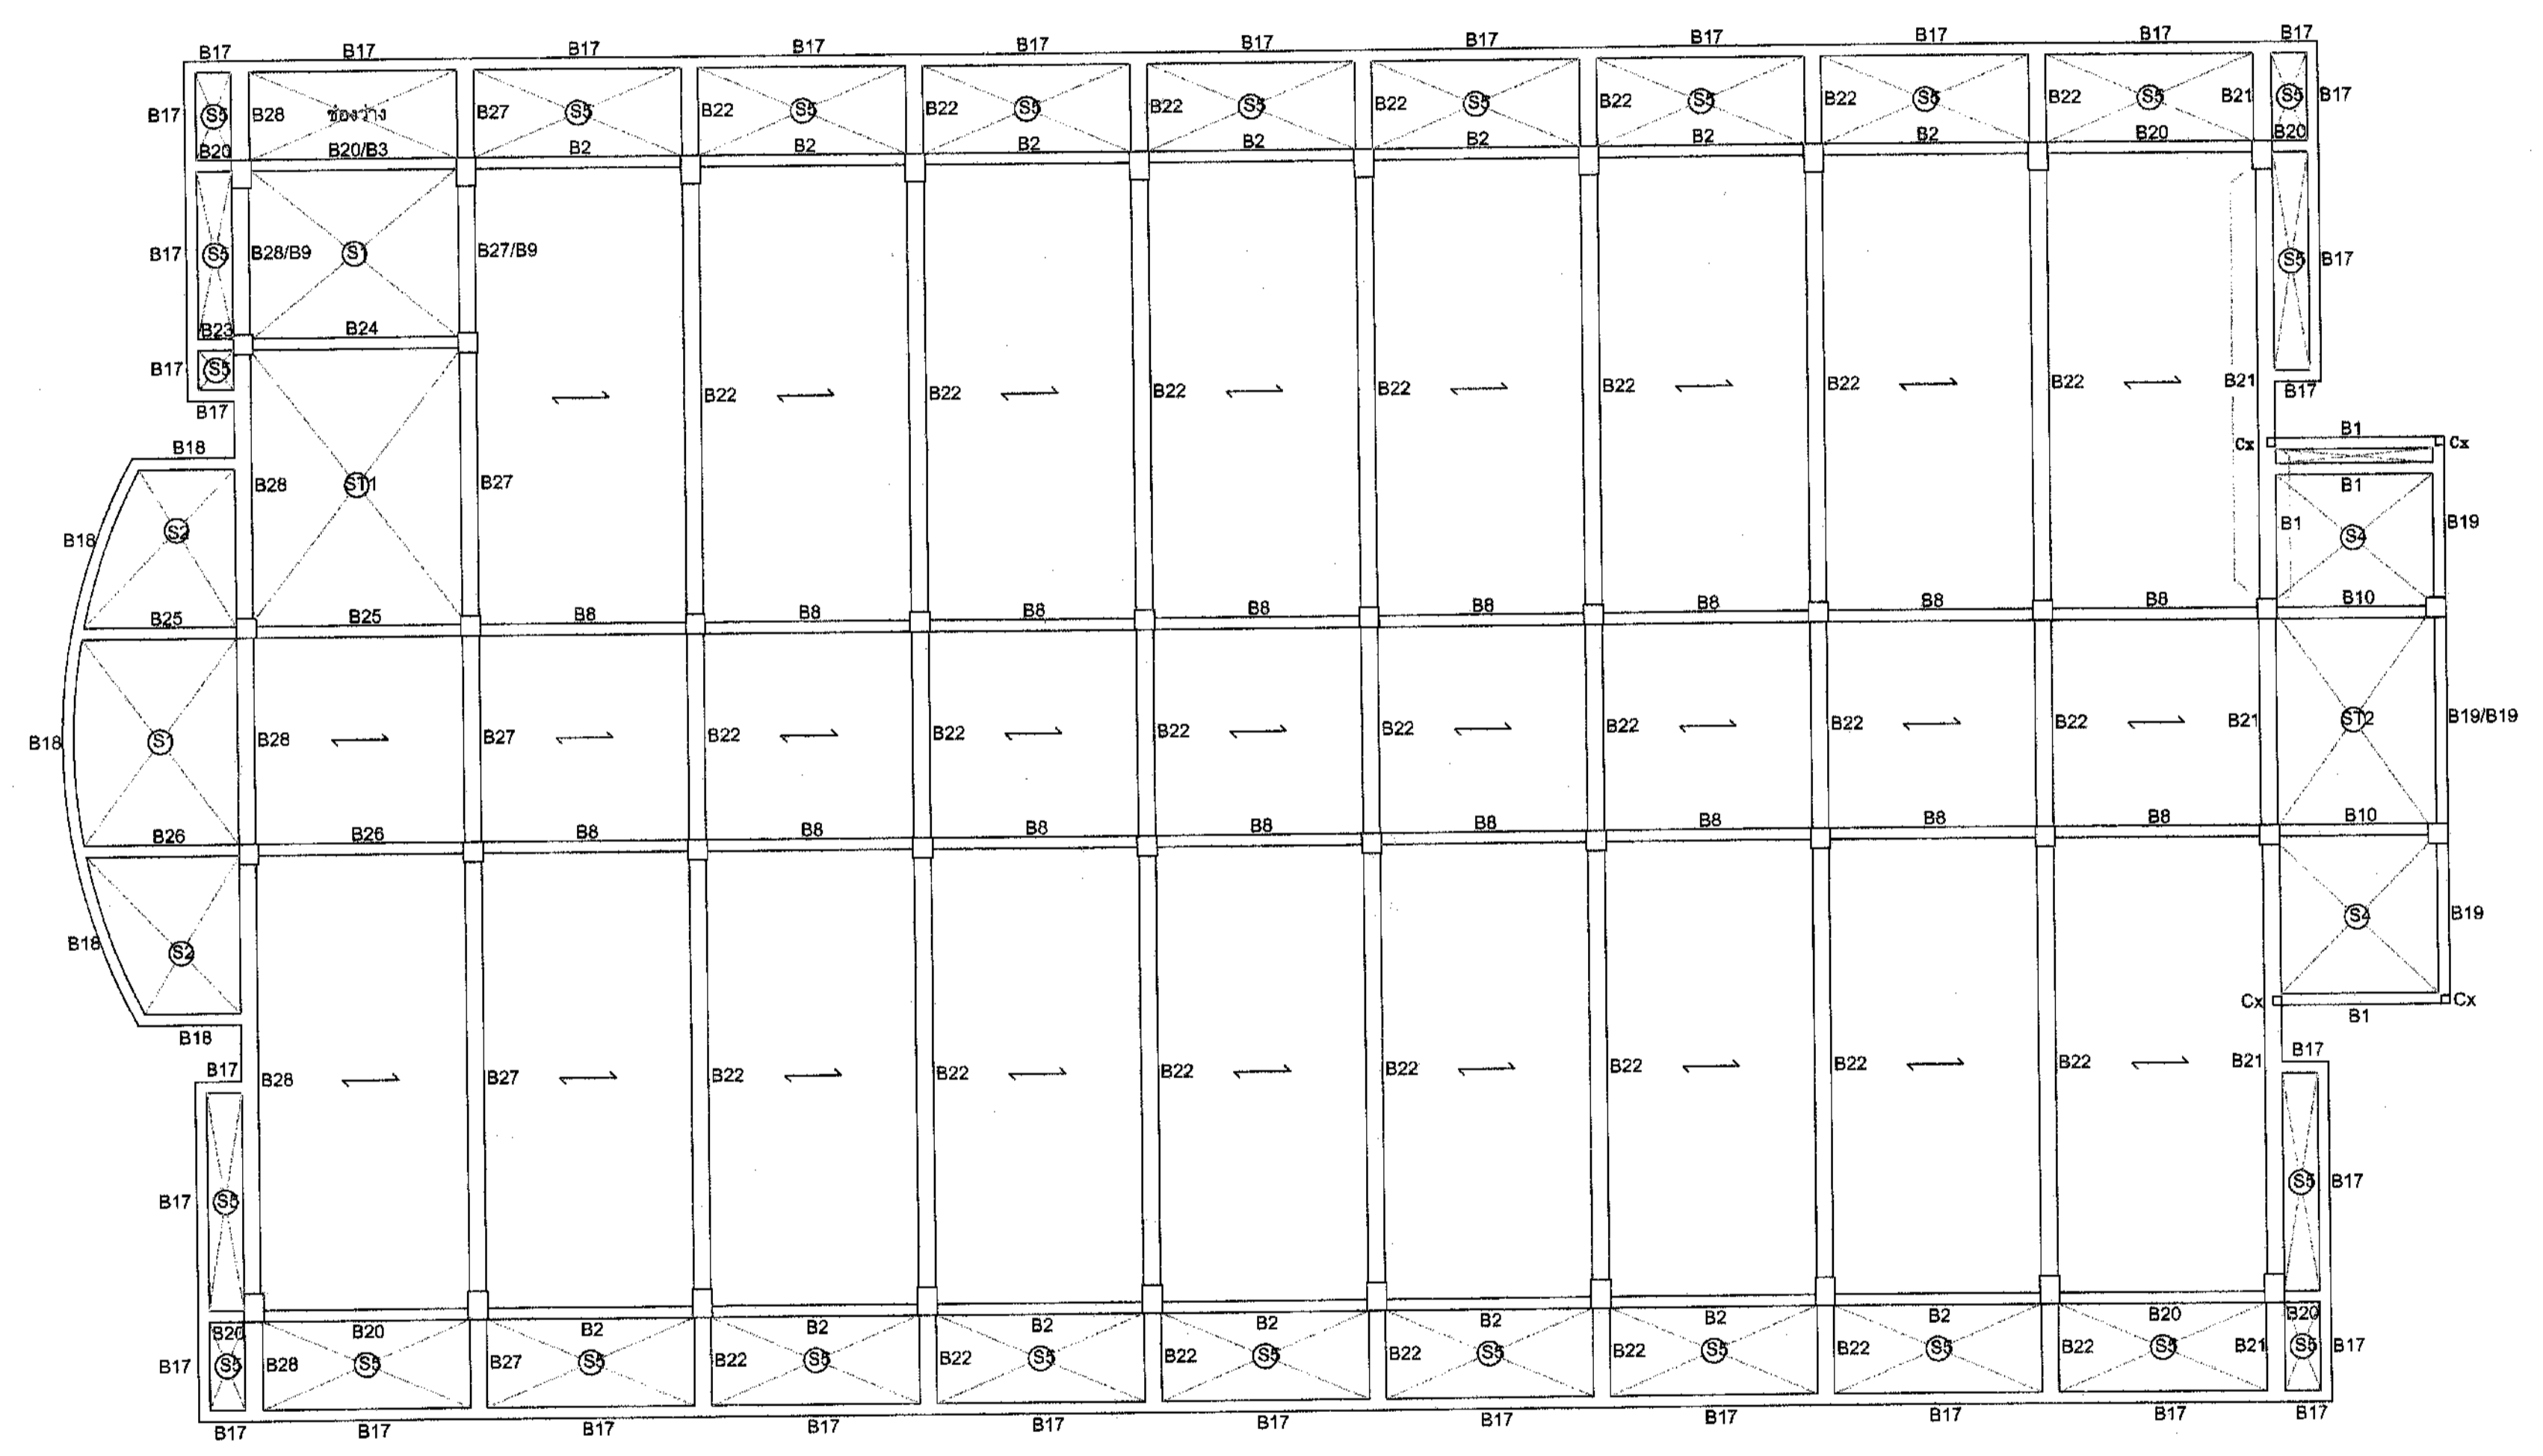 B17 B17 B17 B17 B17 B17 B17 B17 B17 B17 B17
B17 S5 B28 ช่องว่าง B27 S5 B22 S5 B22 S5 B22 S5 B22 S5 B22 S5 B22 S5 B22 S5 B21 S5 B17
B20 B20/B3 B2 B2 B2 B2 B2 B2 B2 B20 B20
B17 S5 B28/B9 S1 B27/B9 S5 B17
B23 B24
B17 S5 B22 B22 B22 B22 B22 B22 B22 B21 B17
B17
B18 Cx B1 Cx
B28 ST1 B27 B1
B18 S2 B1 S4 B19
B25 B25 B8 B8 B8 B8 B8 B8 B8 B8 B10
B18 S1 B28 B27 B22 B22 B22 B22 B22 B22 B22 B21 ST2 B19/B19
B26 B26 B8 B8 B8 B8 B8 B8 B8 B8 B10
B18 S2 S4 B19
Cx Cx
B18 B1
B17 B17
B28 B27 B22 B22 B22 B22 B22 B22 B22 B21
B17 S5 S5 B17
B20 B20 B2 B2 B2 B2 B2 B2 B2 B20 B20
B17 S5 B28 S5 B27 S5 B22 S5 B22 S5 B22 S5 B22 S5 B22 S5 B22 S5 B22 S5 B21 S5 B17
B17 B17 B17 B17 B17 B17 B17 B17 B17 B17 B17